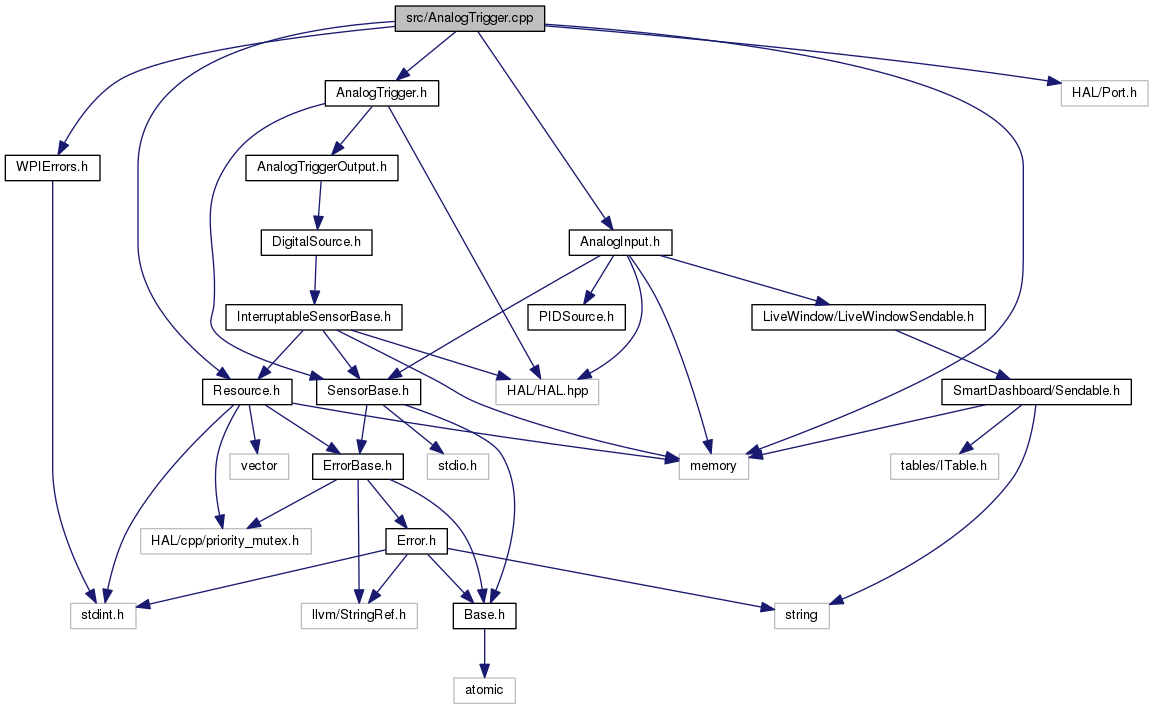 src/AnalogTrigger.cpp
AnalogTrigger.h
HAL/Port.h
WPIErrors.h
AnalogTriggerOutput.h
DigitalSource.h
AnalogInput.h
InterruptableSensorBase.h
PIDSource.h
LiveWindow/LiveWindowSendable.h
Resource.h
SensorBase.h
HAL/HAL.hpp
SmartDashboard/Sendable.h
vector
ErrorBase.h
stdio.h
memory
tables/ITable.h
HAL/cpp/priority_mutex.h
Error.h
stdint.h
llvm/StringRef.h
Base.h
string
atomic